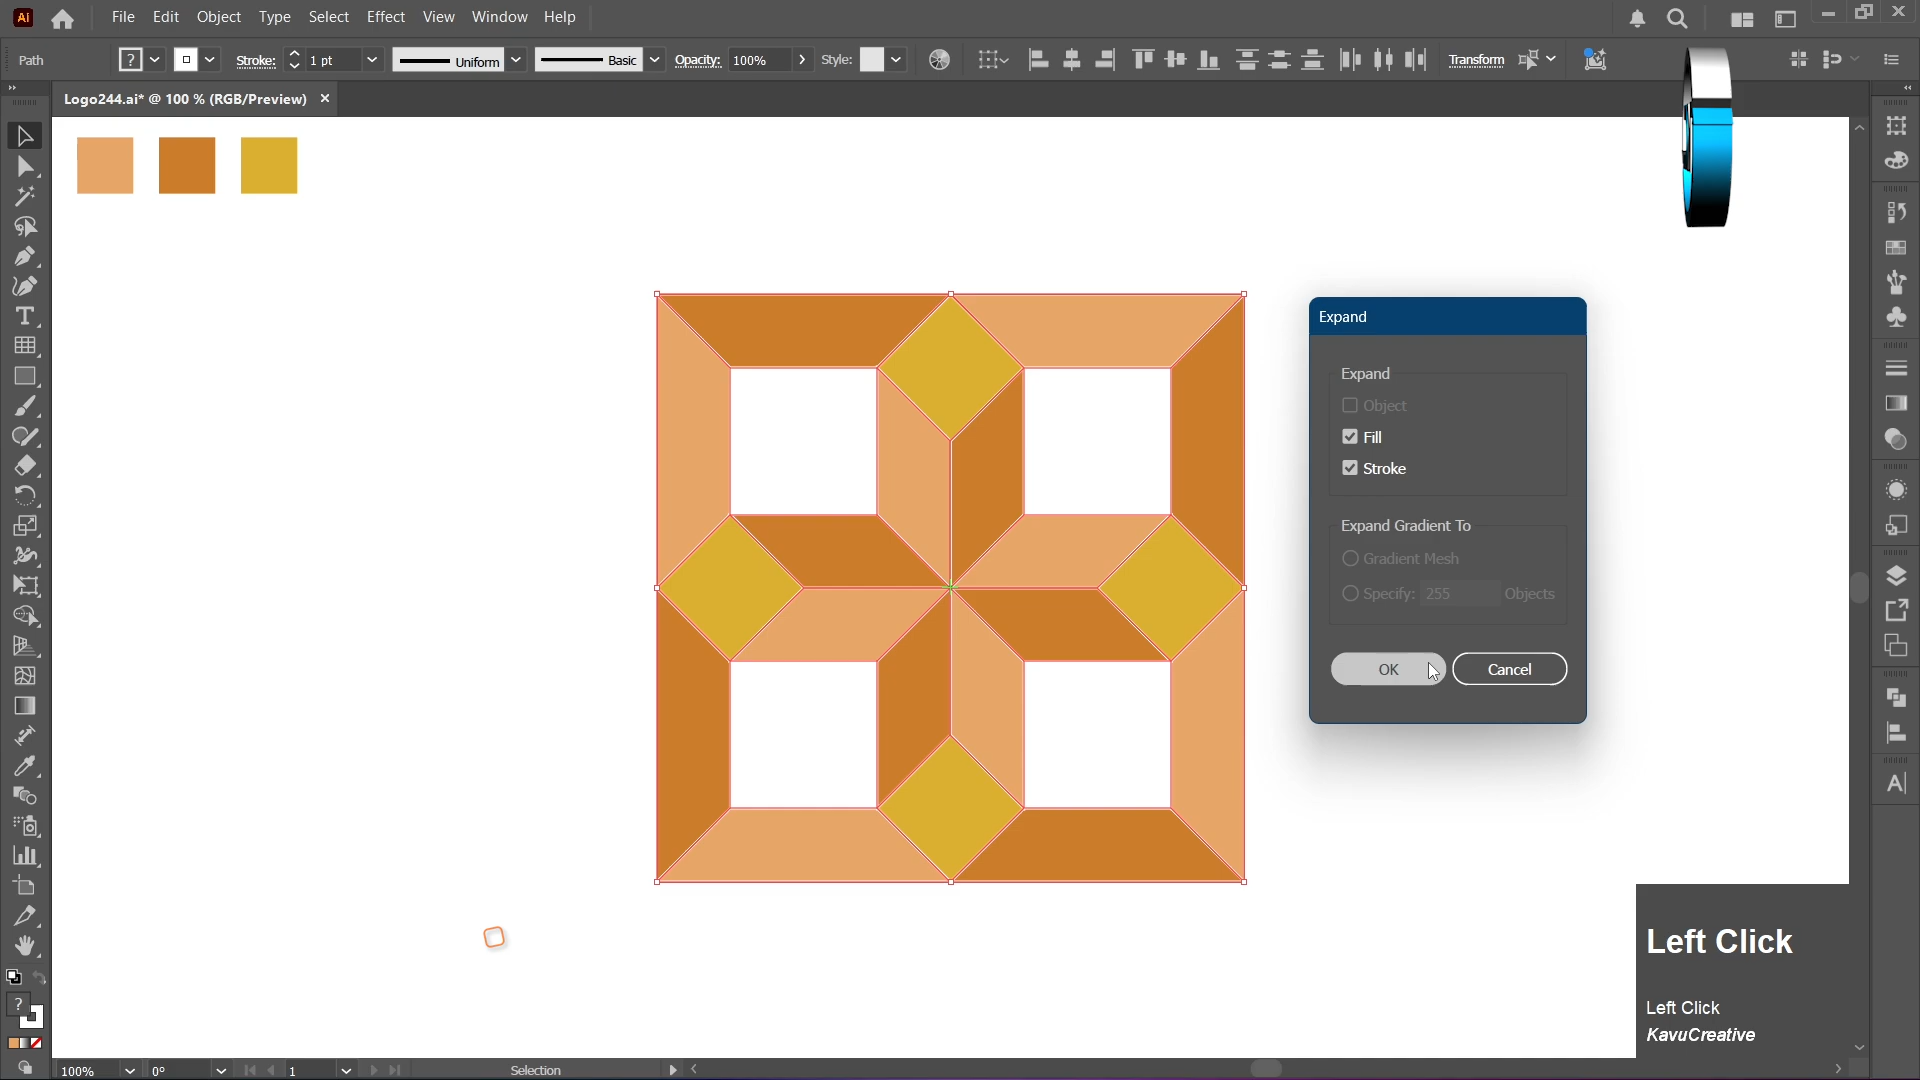 Ai File Edit Object Type Select Effect View Window Help
Path ? Stroke: 1 pt Uniform Basic Opacity: 100% Style: Transform
Logo244.ai* @ 100 % (RGB/Preview) ×
Expand
Expand
Object
Fill
Stroke
Expand Gradient To
Gradient Mesh
Specify: 255 Objects
OK Cancel
?
Left Click
Left Click
KavuCreative
100% 0° 1 Selection